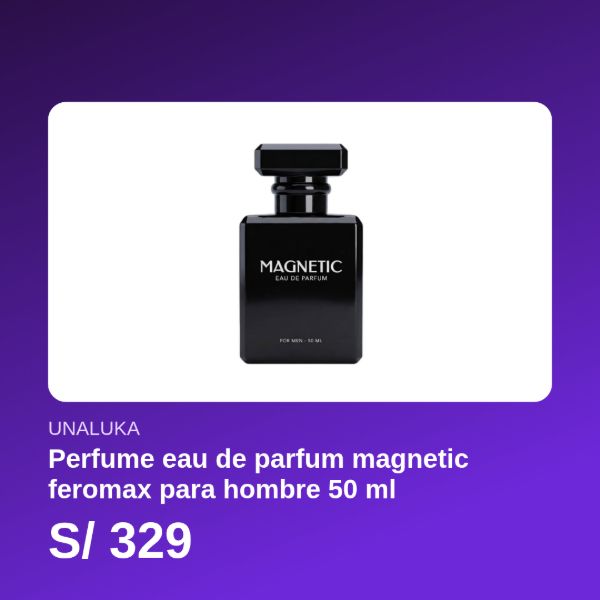 MAGNETIC
EAU DE PARFUM
FOR MEN - 50 ML
UNALUKA
Perfume eau de parfum magnetic
feromax para hombre 50 ml
S/ 329